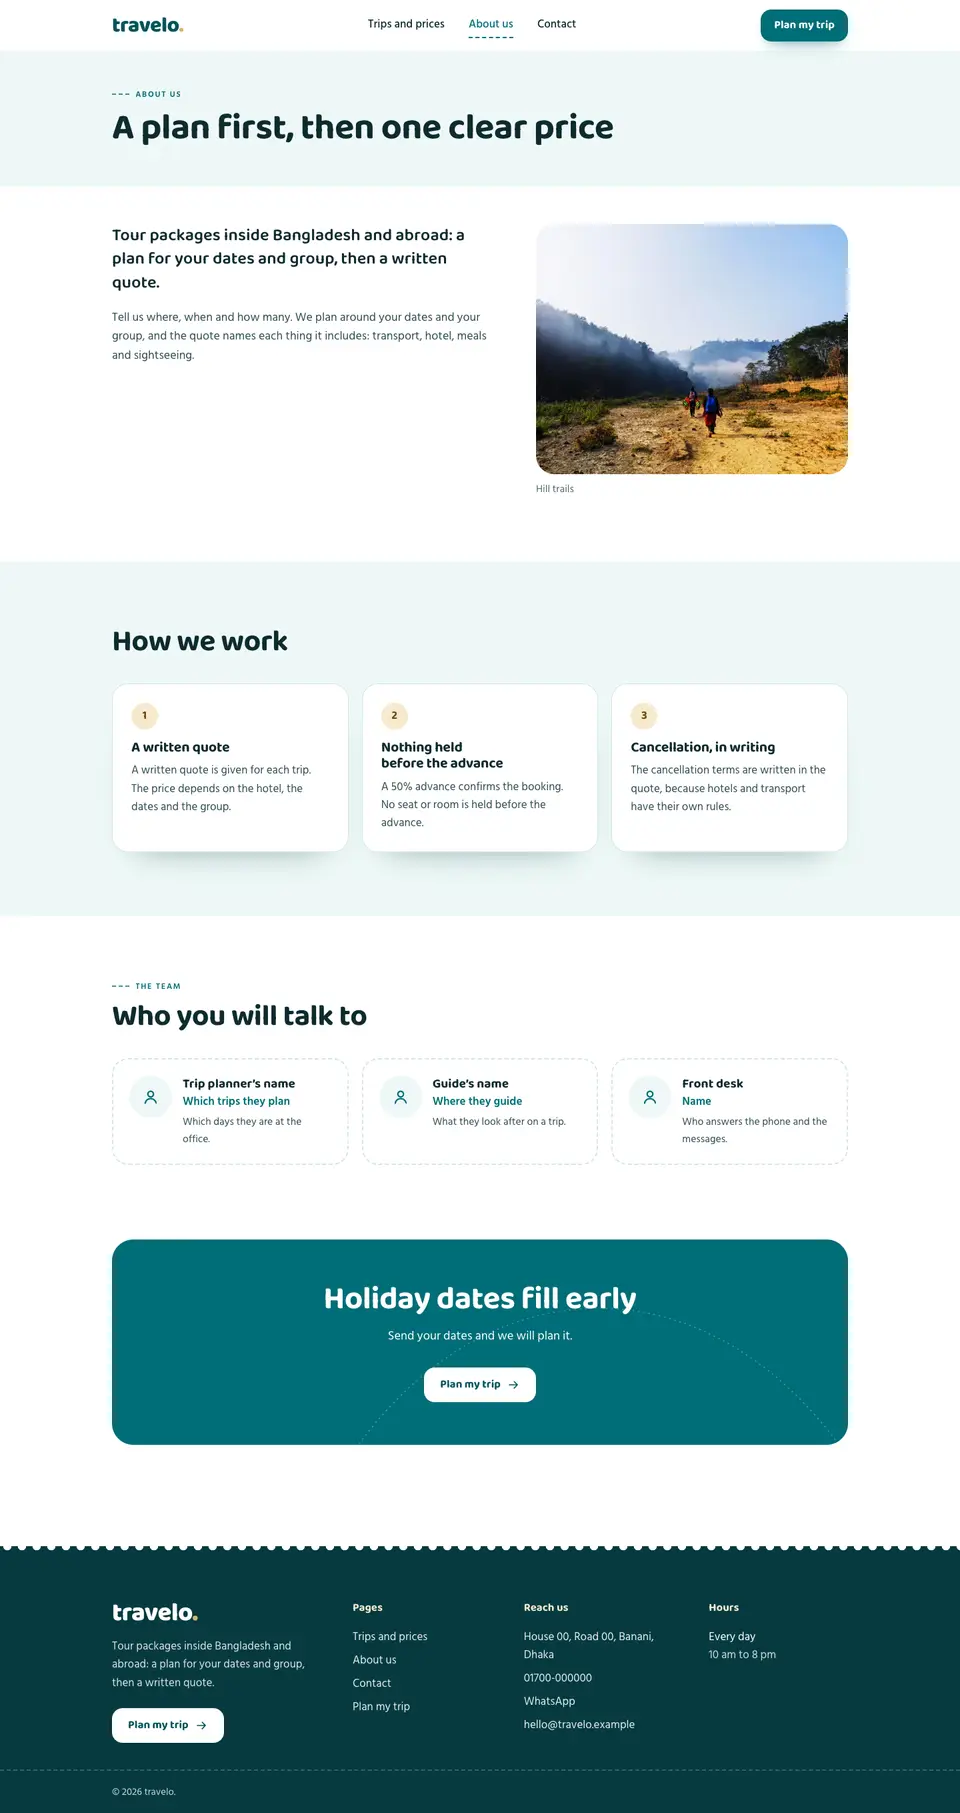 travelo.
Trips and prices
About us
Contact
Plan my trip
ABOUT US
A plan first, then one clear price
Tour packages inside Bangladesh and abroad: a
plan for your dates and group, then a written
quote.
Tell us where, when and how many. We plan around your dates and your
group, and the quote names each thing it includes: transport, hotel, meals
and sightseeing.
Hill trails
How we work
1
A written quote
A written quote is given for each trip.
The price depends on the hotel, the
dates and the group.
2
Nothing held
before the advance
A 50% advance confirms the booking.
No seat or room is held before the
advance.
3
Cancellation, in writing
The cancellation terms are written in the
quote, because hotels and transport
have their own rules.
THE TEAM
Who you will talk to
Trip planner's name
Which trips they plan
Which days they are at the
office.
Guide's name
Where they guide
What they look after on a trip.
Front desk
Name
Who answers the phone and the
messages.
Holiday dates fill early
Send your dates and we will plan it.
Plan my trip
travelo.
Tour packages inside Bangladesh and
abroad: a plan for your dates and group,
then a written quote.
Plan my trip
Pages
Trips and prices
About us
Contact
Plan my trip
Reach us
House 00, Road 00, Banani,
Dhaka
01700-000000
WhatsApp
hello@travelo.example
Hours
Every day
10 am to 8 pm
© 2026 travelo.